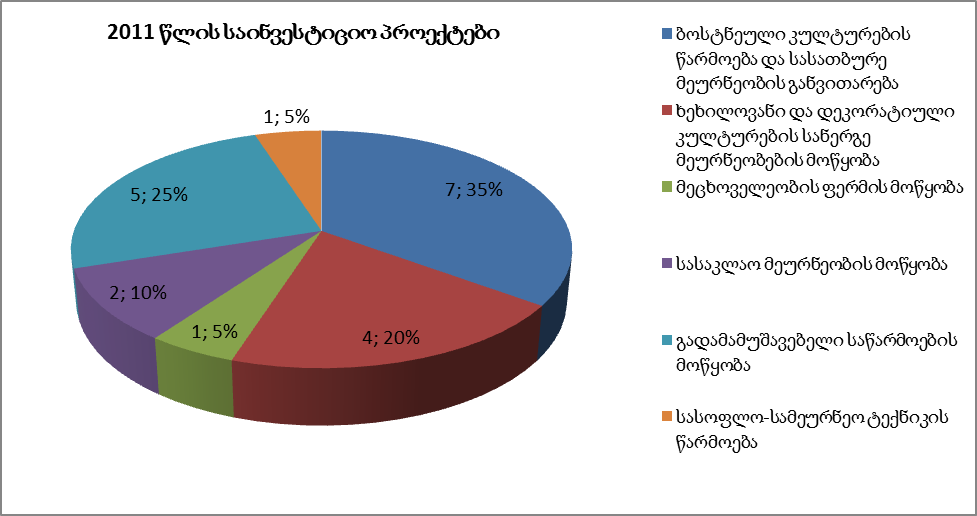 2011 წლის საინვესტიციო პროექტები
1; 5%
7; 35%
5; 25%
2; 10%
1; 5%
4; 20%
ბოსტნეული კულტურების
წარმოება და სასათბურე
მეურნეობის განვითარება
ხეხილოვანი და დეკორატიული
კულტურების სანერგე
მეურნეობების მოწყობა
მეცხოველეობის ფერმის მოწყობა
სასაკლაო მეურნეობის მოწყობა
გადამამუშავებელი საწარმოების
მოწყობა
სასოფლო-სამეურნეო ტექნიკის
წარმოება